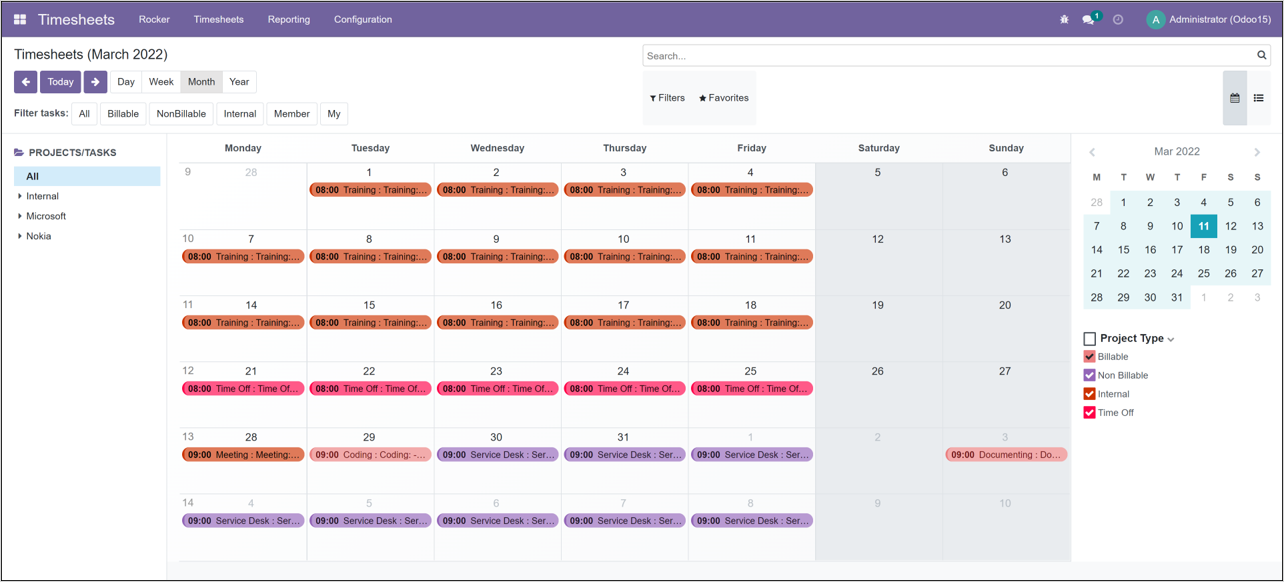 Timesheets Rocker Timesheets Reporting Configuration 1 A Administrator (Odoo15)
Timesheets (March 2022)
Search...
Today Day Week Month Year
Filters Favorites
Filter tasks: All Billable NonBillable Internal Member My
PROJECTS/TASKS
All
Internal
Microsoft
Nokia
Monday Tuesday Wednesday Thursday Friday Saturday Sunday
9 28 1 2 3 4 5 6
08:00 Training : Training:... 08:00 Training : Training:... 08:00 Training : Training:... 08:00 Training : Training:...
10 7 8 9 10 11 12 13
08:00 Training : Training:... 08:00 Training : Training:... 08:00 Training : Training:... 08:00 Training : Training:... 08:00 Training : Training:...
11 14 15 16 17 18 19 20
08:00 Training : Training:... 08:00 Training : Training:... 08:00 Training : Training:... 08:00 Training : Training:... 08:00 Training : Training:...
12 21 22 23 24 25 26 27
08:00 Time Off : Time Of... 08:00 Time Off : Time Of... 08:00 Time Off : Time Of... 08:00 Time Off : Time Of... 08:00 Time Off : Time Of...
13 28 29 30 31 1 2 3
09:00 Meeting : Meeting:... 09:00 Coding : Coding: -... 09:00 Service Desk : Ser... 09:00 Service Desk : Ser... 09:00 Service Desk : Ser... 09:00 Documenting : Do...
14 4 5 6 7 8 9 10
09:00 Service Desk : Ser... 09:00 Service Desk : Ser... 09:00 Service Desk : Ser... 09:00 Service Desk : Ser... 09:00 Service Desk : Ser...
Mar 2022
M T W T F S S
28 1 2 3 4 5 6
7 8 9 10 11 12 13
14 15 16 17 18 19 20
21 22 23 24 25 26 27
28 29 30 31 1 2 3
Project Type
Billable
Non Billable
Internal
Time Off